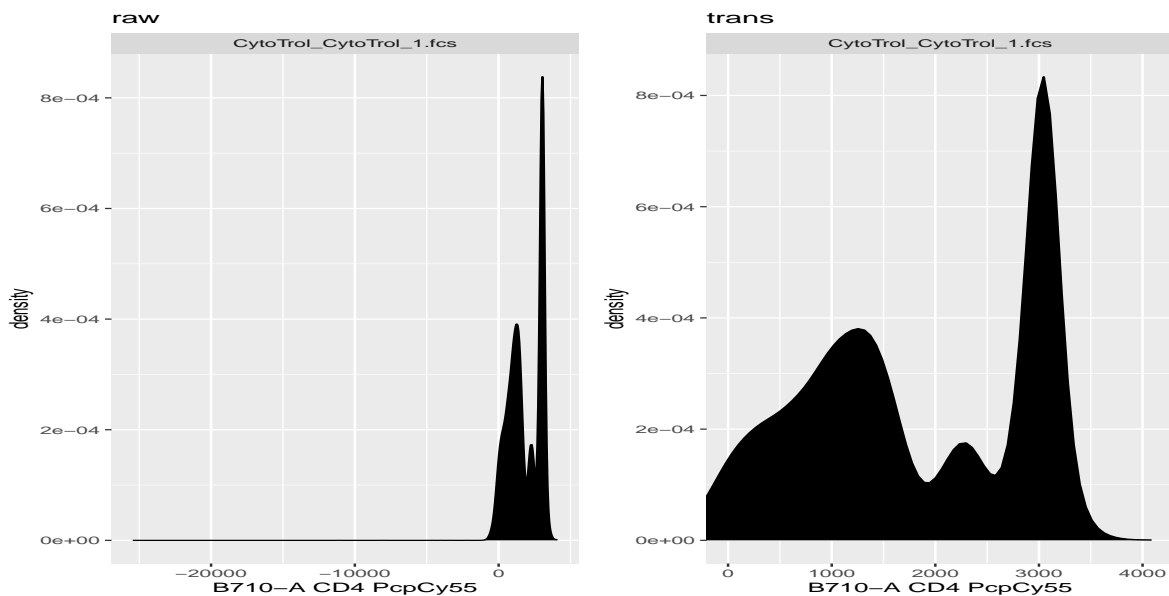 raw
CytoTrol_CytoTrol_1.fcs
8e−04
6e−04
4e−04
2e−04
0e+00
density
−20000
−10000
0
B710−A CD4 PcpCy55
trans
CytoTrol_CytoTrol_1.fcs
8e−04
6e−04
4e−04
2e−04
0e+00
density
0
1000
2000
3000
4000
B710−A CD4 PcpCy55